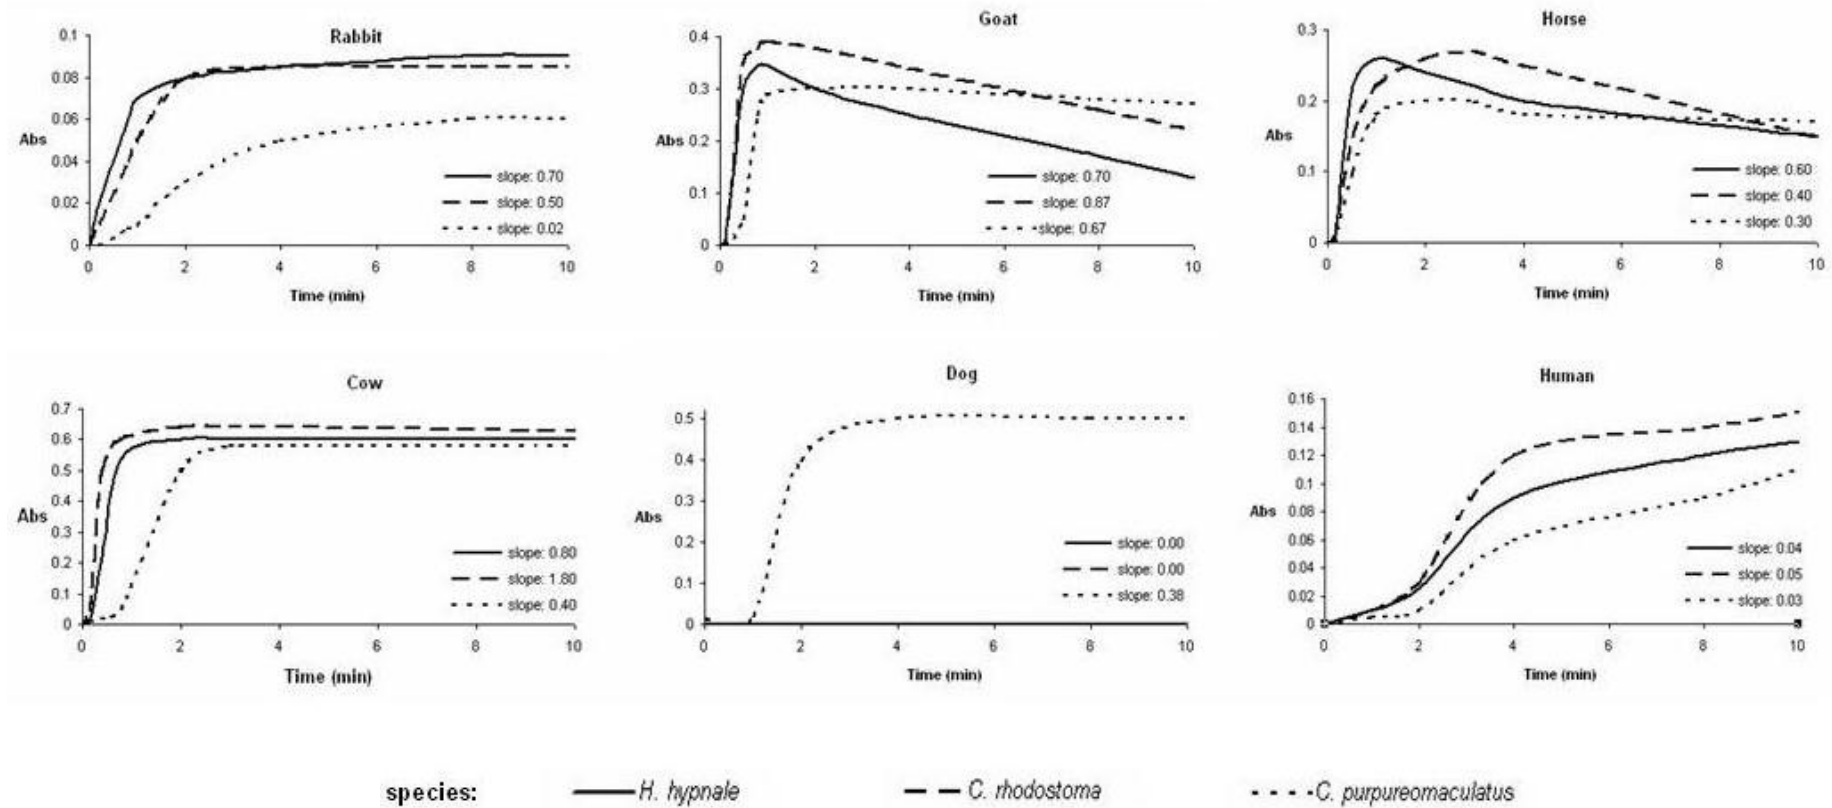 Rabbit
0.1
0.08
0.06
0.04
0.02
0
Abs
slope: 0.70
slope: 0.50
slope: 0.02
0 2 4 6 8 10
Time (min)
Goat
0.4
0.3
0.2
0.1
0
Abs
slope: 0.70
slope: 0.87
slope: 0.67
0 2 4 6 8 10
Time (min)
Horse
0.3
0.2
0.1
0
Abs
slope: 0.60
slope: 0.40
slope: 0.30
0 2 4 6 8 10
Time (min)
Cow
0.7
0.6
0.5
0.4
0.3
0.2
0.1
0
Abs
slope: 0.80
slope: 1.80
slope: 0.40
0 2 4 6 8 10
Time (min)
Dog
0.5
0.4
0.3
0.2
0.1
0
Abs
slope: 0.00
slope: 0.00
slope: 0.38
0 2 4 6 8 10
Time (min)
Human
0.16
0.14
0.12
0.1
0.08
0.06
0.04
0.02
0
Abs
slope: 0.04
slope: 0.05
slope: 0.03
0 2 4 6 8 10
Time (min)
species: H. hypnale C. rhodostoma C. purpureomaculatus